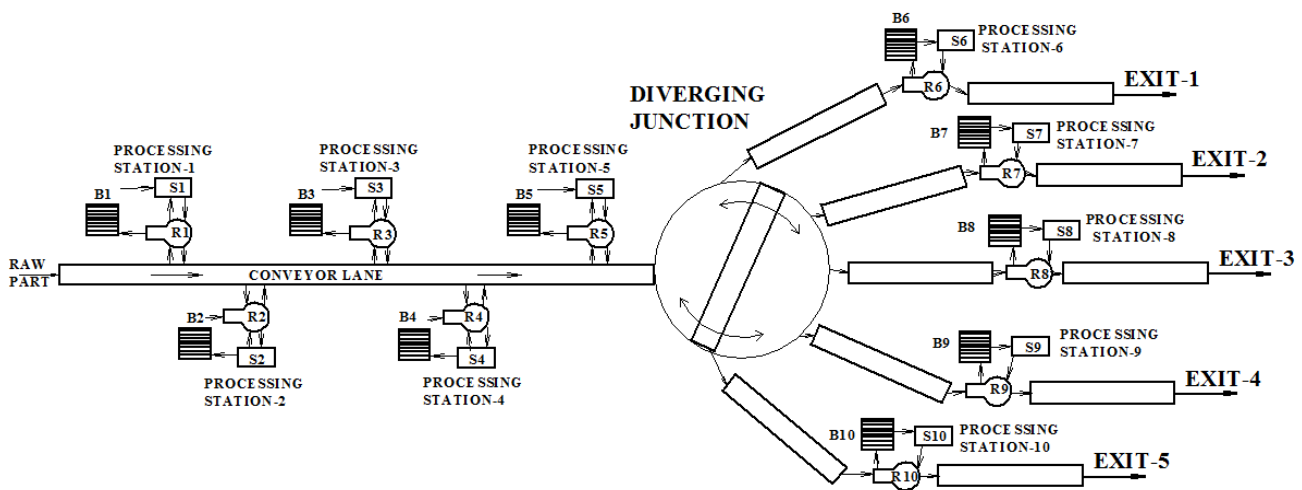 B6
S6
PROCESSING
STATION-6
R6
EXIT-1
DIVERGING
JUNCTION
B7
S7
PROCESSING
STATION-7
R7
EXIT-2
PROCESSING
STATION-1
B1
S1
R1
PROCESSING
STATION-3
B3
S3
R3
PROCESSING
STATION-5
B5
S5
R5
B8
S8
PROCESSING
STATION-8
R8
EXIT-3
RAW
PART
CONVEYOR LANE
B2
R2
S2
PROCESSING
STATION-2
B4
R4
S4
PROCESSING
STATION-4
B9
S9
PROCESSING
STATION-9
R9
EXIT-4
B10
S10
PROCESSING
STATION-10
R10
EXIT-5